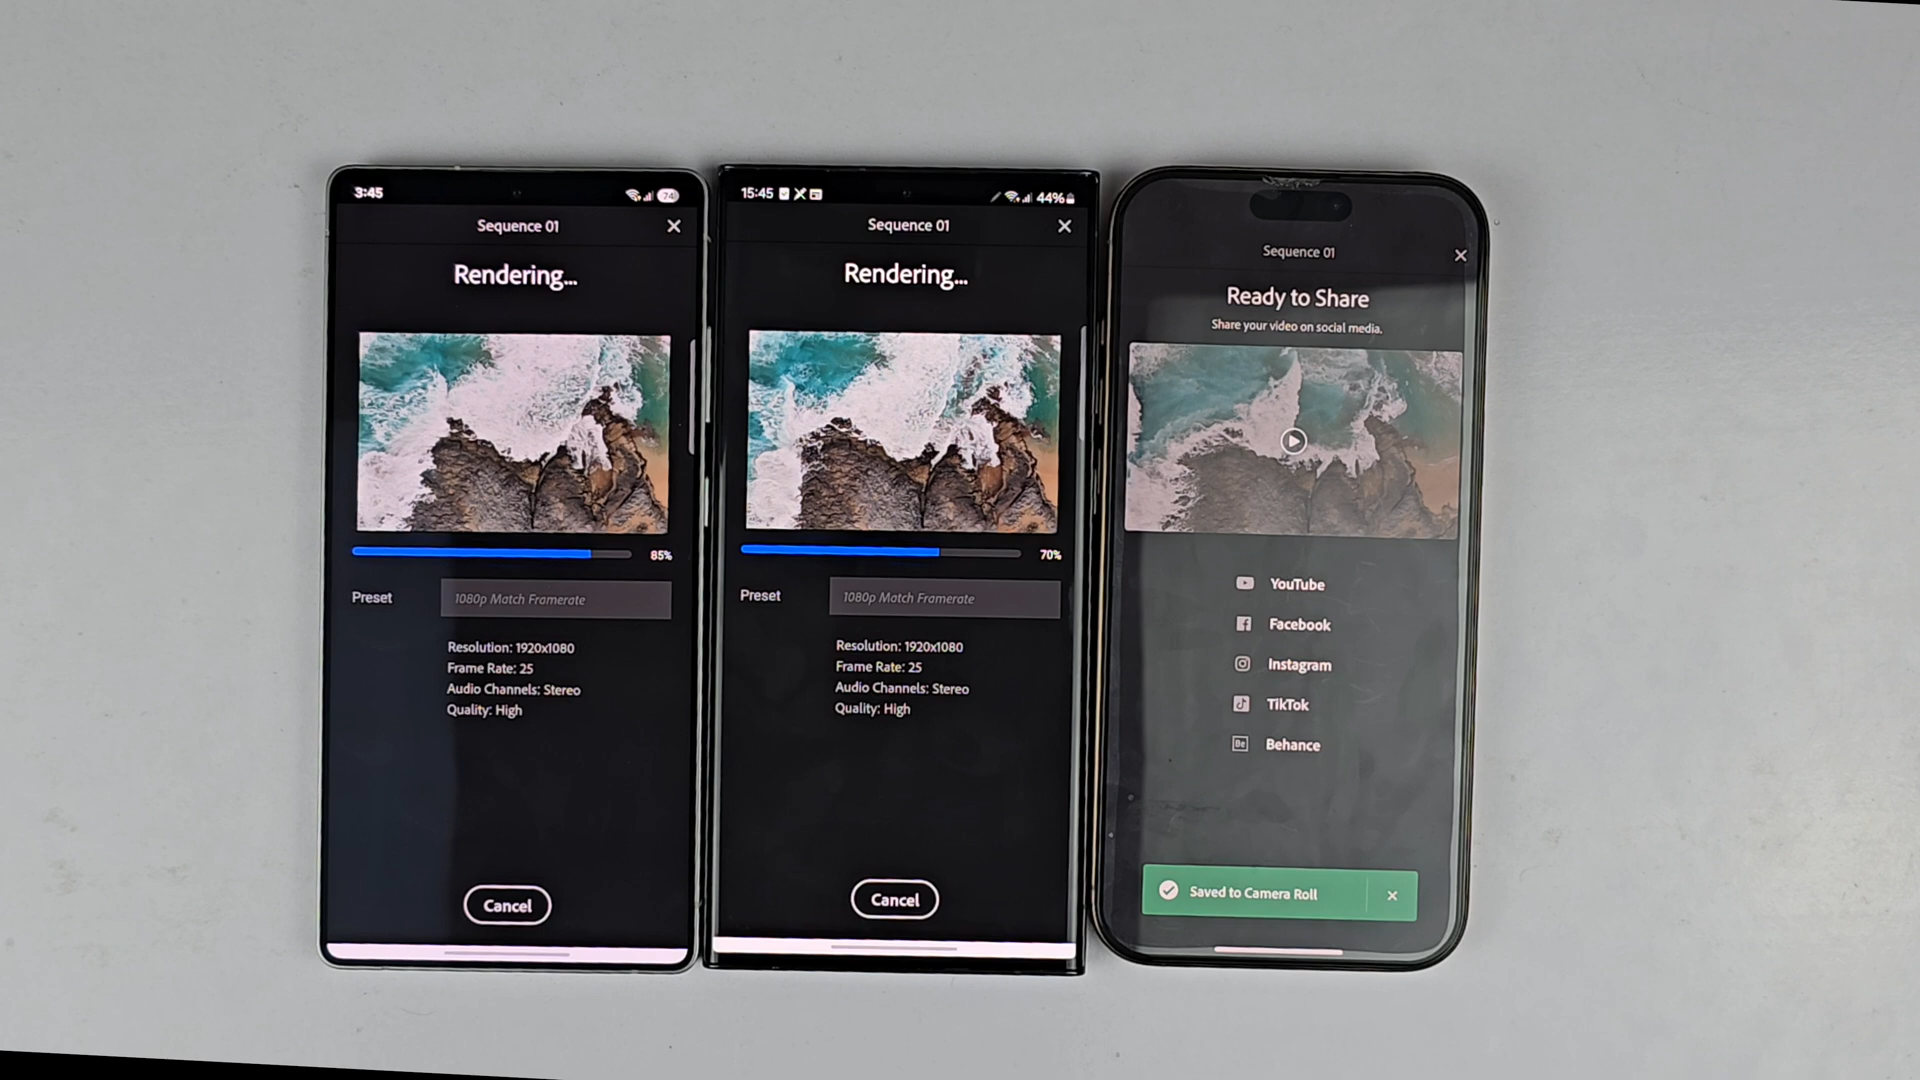 3:45
74
Sequence 01
Rendering...
85%
Preset
1080p Match Framerate
Resolution: 1920x1080
Frame Rate: 25
Audio Channels: Stereo
Quality: High
Cancel
15:45
44%
Sequence 01
Rendering...
70%
Preset
1080p Match Framerate
Resolution: 1920x1080
Frame Rate: 25
Audio Channels: Stereo
Quality: High
Cancel
Sequence 01
Ready to Share
Share your video on social media.
YouTube
Facebook
Instagram
TikTok
Be Behance
Saved to Camera Roll